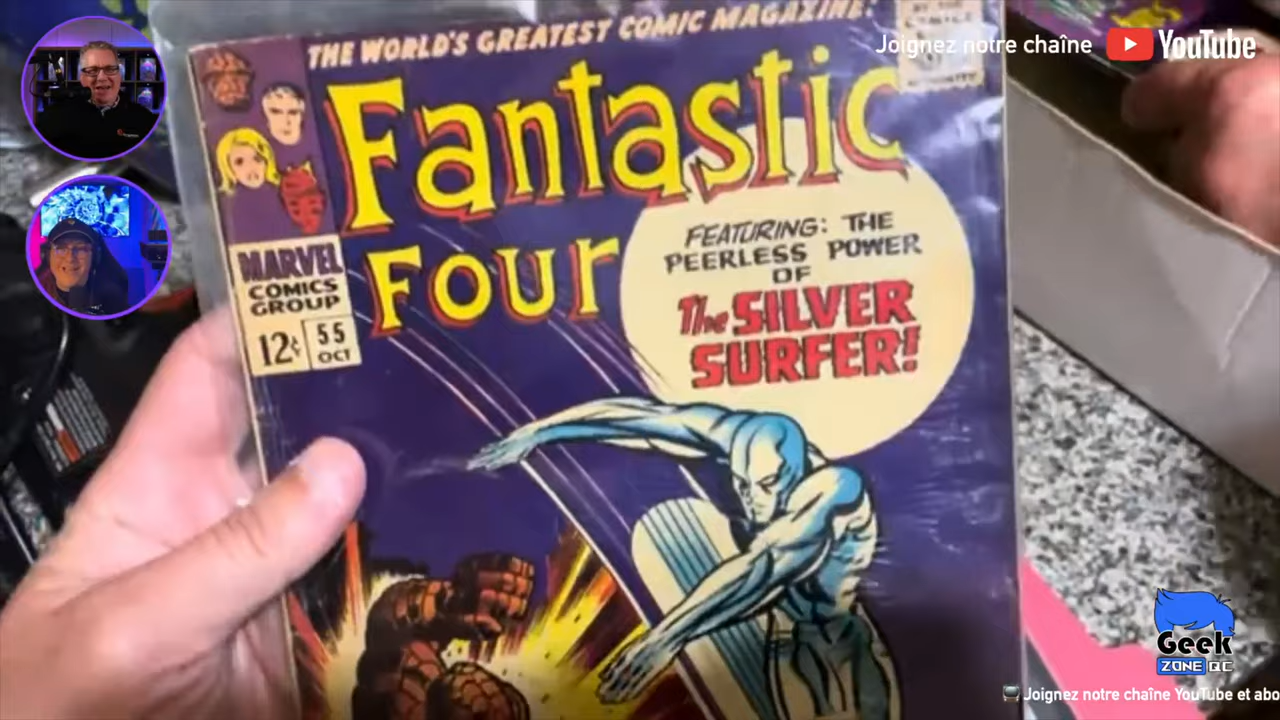 THE WORLD'S GREATEST COMIC MAGAZINE!
Fantastic
FOUR
MARVEL
COMICS
GROUP
12¢
55
OCT
FEATURING: THE
PEERLESS POWER
OF
The SILVER
SURFER!
Joignez notre chaîne YouTube
Geek
ZONE QC
Joignez notre chaîne YouTube et abo